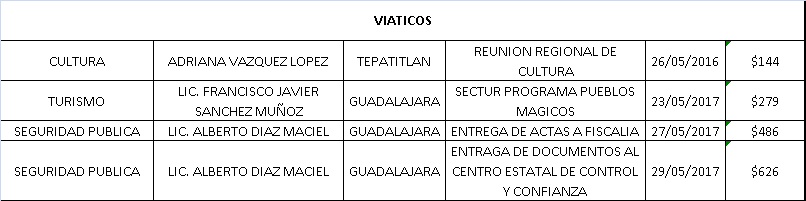 VIATICOS
CULTURA ADRIANA VAZQUEZ LOPEZ TEPATITLAN REUNION REGIONAL DE CULTURA 26/05/2016 $144
TURISMO LIC. FRANCISCO JAVIER SANCHEZ MUÑOZ GUADALAJARA SECTUR PROGRAMA PUEBLOS MAGICOS 23/05/2017 $279
SEGURIDAD PUBLICA LIC. ALBERTO DIAZ MACIEL GUADALAJARA ENTREGA DE ACTAS A FISCALIA 27/05/2017 $486
SEGURIDAD PUBLICA LIC. ALBERTO DIAZ MACIEL GUADALAJARA ENTRAGA DE DOCUMENTOS AL CENTRO ESTATAL DE CONTROL Y CONFIANZA 29/05/2017 $626